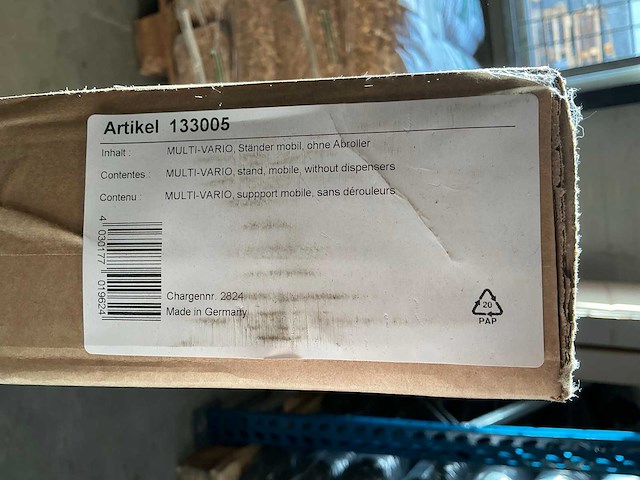 Artikel 133005
Inhalt : MULTI-VARIO, Ständer mobil, ohne Abroller
Contentes : MULTI-VARIO, stand, mobile, without dispensers
Contenu : MULTI-VARIO, suppport mobile, sans dérouleurs
4 030177 019624
Chargennr. 2824
Made in Germany
20
PAP